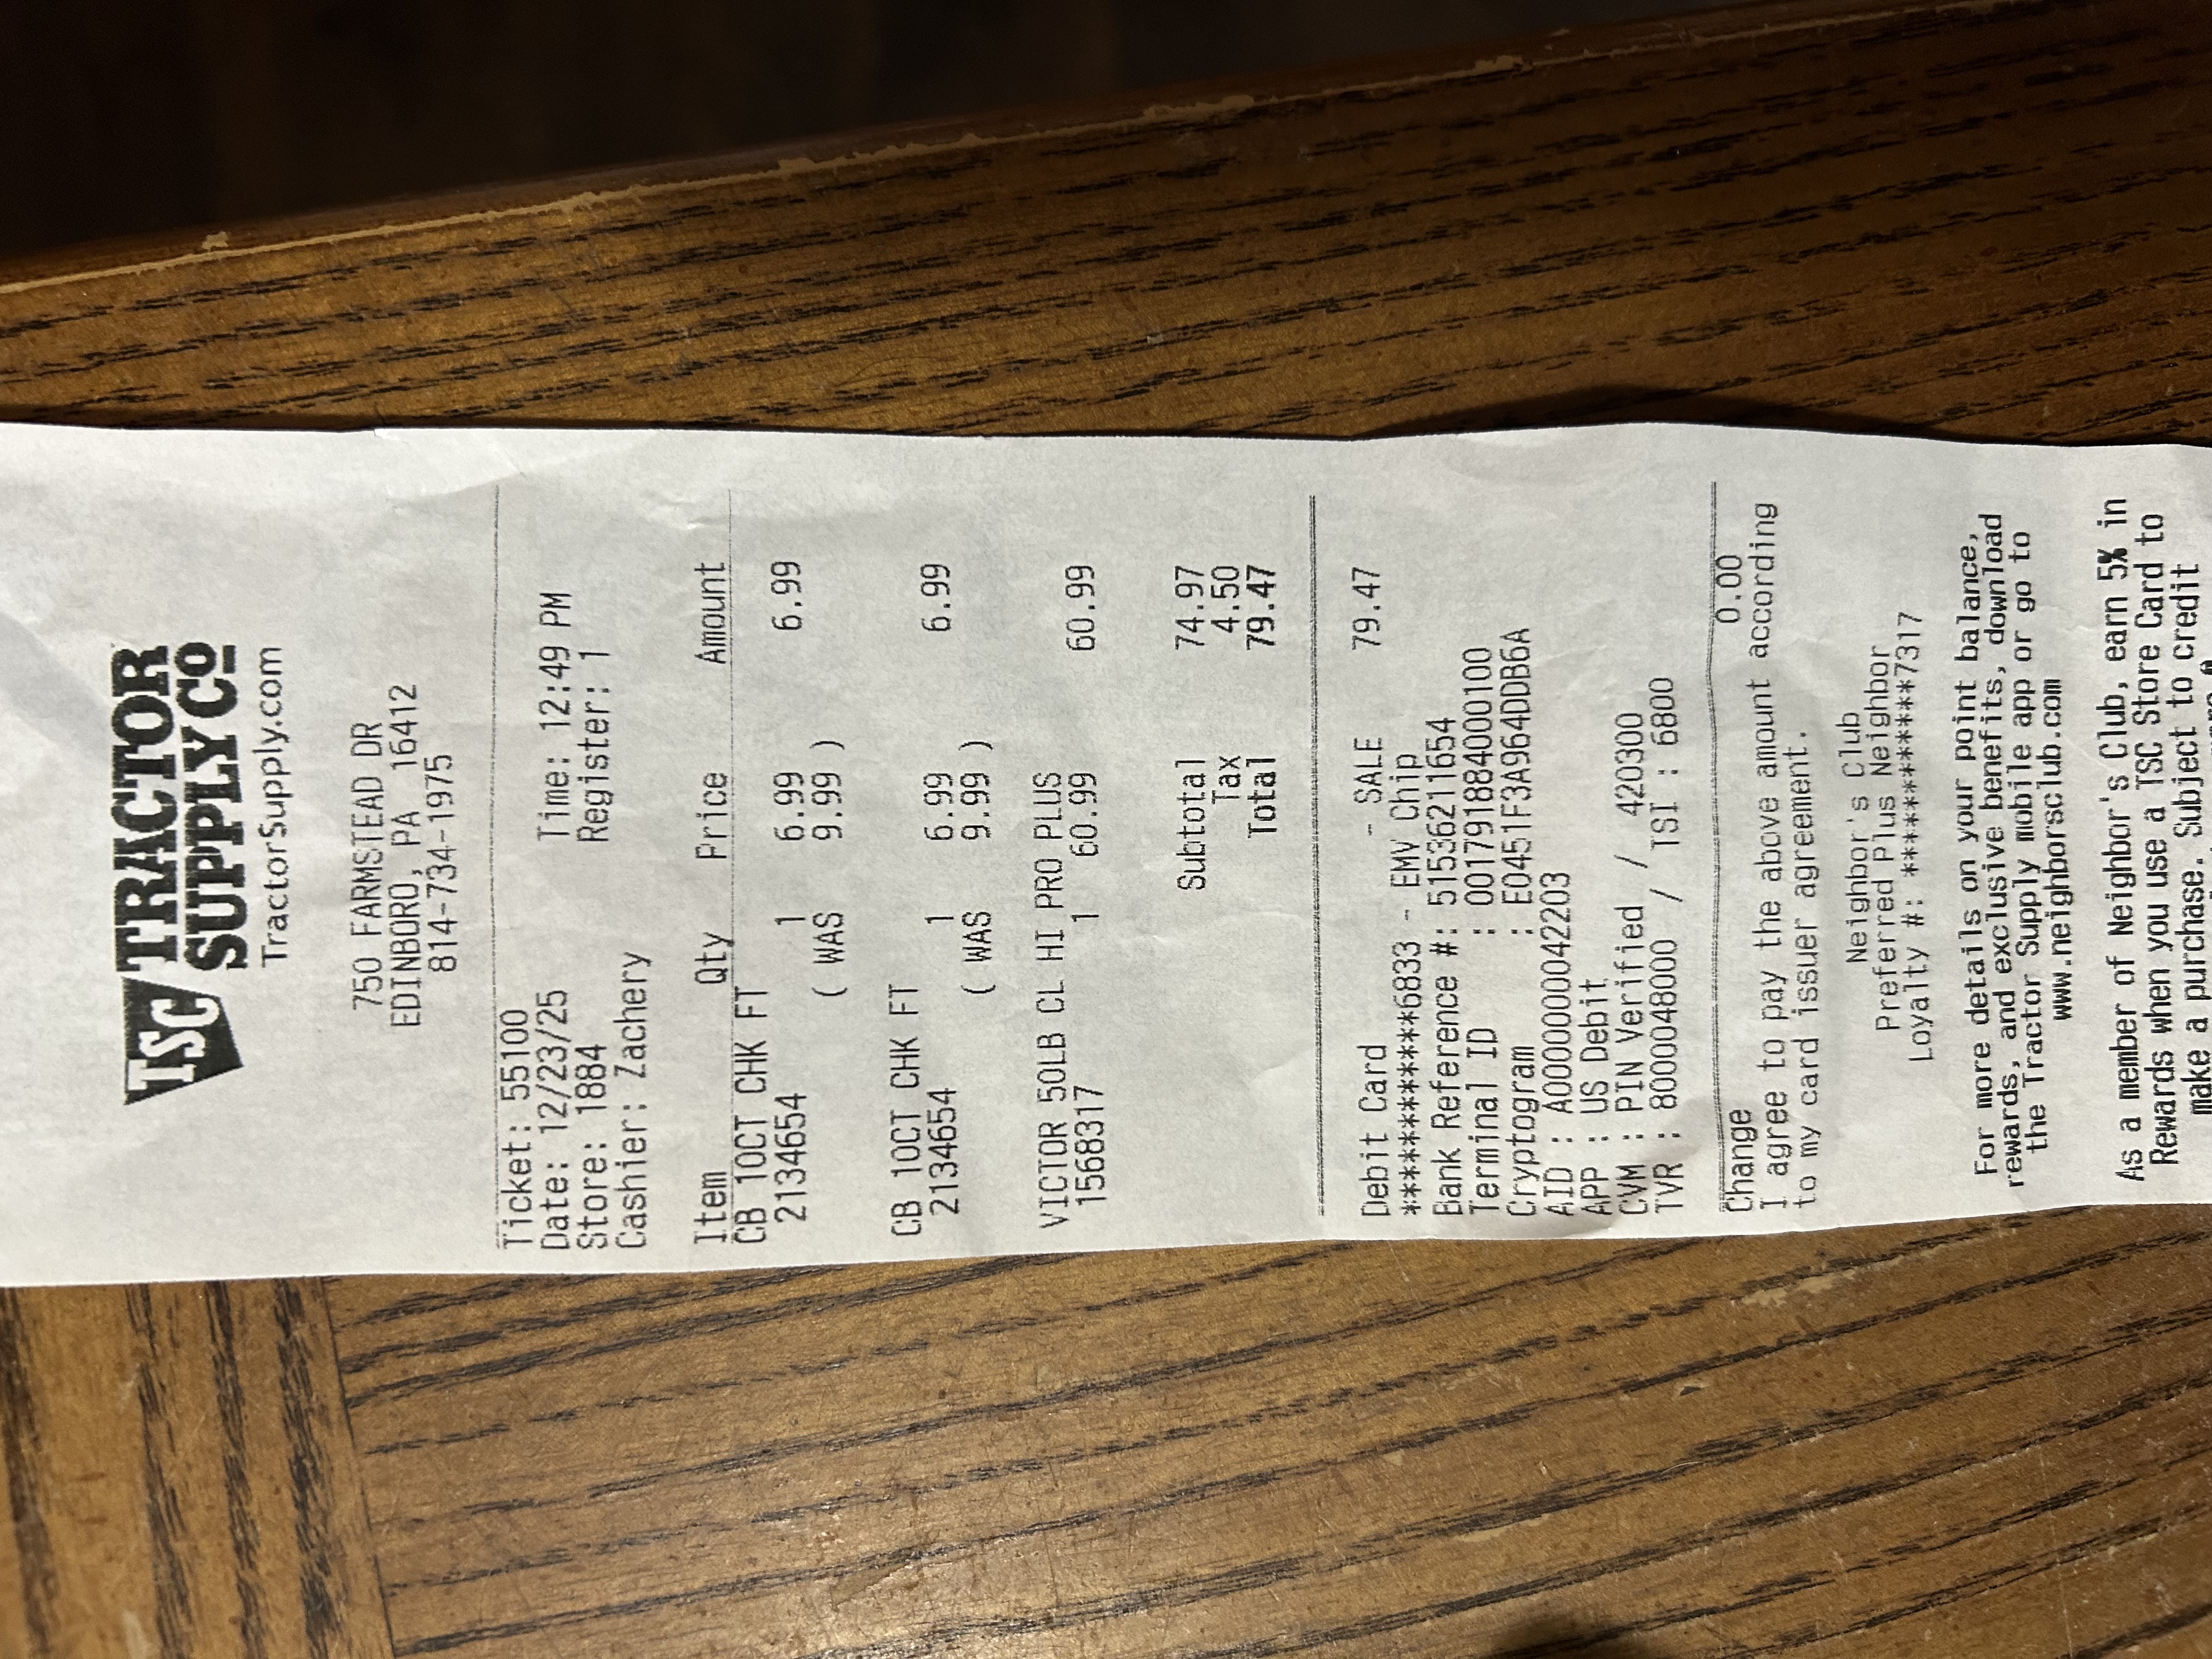 TSC TRACTOR
SUPPLY CO
TractorSupply.com
750 FARMSTEAD DR
EDINBORO, PA 16412
814-734-1975
Ticket: 55100
Date: 12/23/25 Time: 12:49 PM
Store: 1884 Register: 1
Cashier: Zachery
Item Qty Price Amount
CB 10CT CHK FT
2134654 1 6.99 6.99
( WAS 9.99 )
CB 10CT CHK FT
2134654 1 6.99 6.99
( WAS 9.99 )
VICTOR 50LB CL HI PRO PLUS
1568317 1 60.99 60.99
Subtotal 74.97
Tax 4.50
Total 79.47
Debit Card - SALE 79.47
************6833 - EMV Chip
Bank Reference #: 51536211654
Terminal ID : 001791884000100
Cryptogram : E0451F3A964DDB6A
AID : A0000000042203
APP : US Debit
CVM : PIN Verified / 420300
TVR : 8000048000 / TSI : 6800
Change 0.00
I agree to pay the above amount according
to my card issuer agreement.
Neighbor's Club
Preferred Plus Neighbor
Loyalty #: ************7317
For more details on your point balance,
rewards, and exclusive benefits, download
the Tractor Supply mobile app or go to
www.neighborsclub.com
As a member of Neighbor's Club, earn 5% in
Rewards when you use a TSC Store Card to
make a purchase. Subject to credit